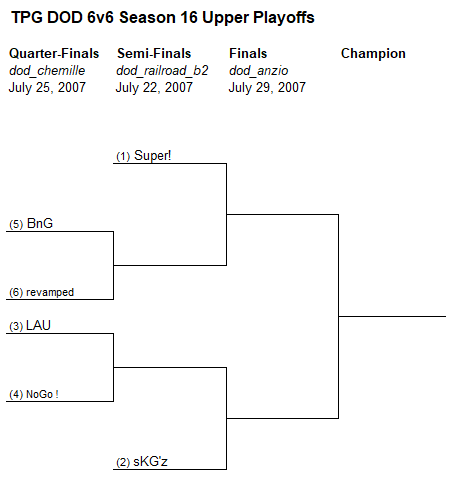 TPG DOD 6v6 Season 16 Upper Playoffs
Quarter-Finals Semi-Finals Finals Champion
dod_chemille dod_railroad_b2 dod_anzio
July 25, 2007 July 22, 2007 July 29, 2007
(1) Super!
(5) BnG
(6) revamped
(3) LAU
(4) NoGo !
(2) sKG'z